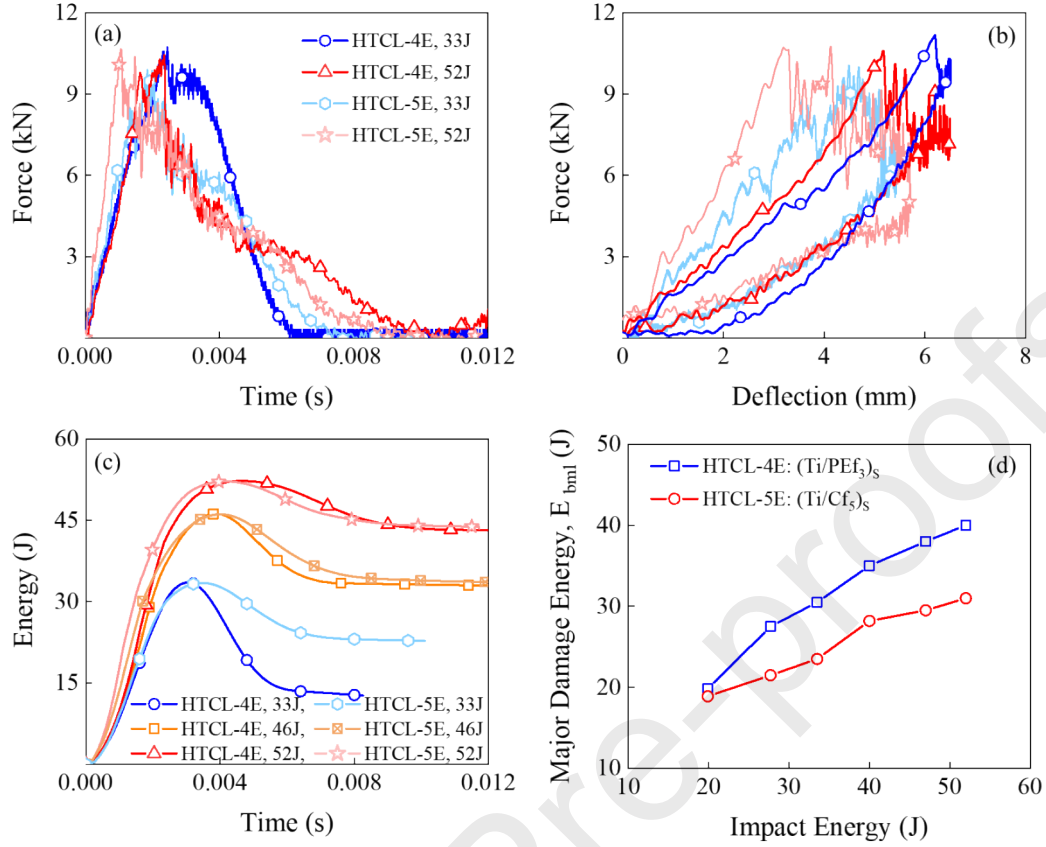 (a)
HTCL-4E, 33J
HTCL-4E, 52J
HTCL-5E, 33J
HTCL-5E, 52J
Force (kN)
12
9
6
3
0.000 0.004 0.008 0.012
Time (s)
(b)
Force (kN)
12
9
6
3
0 2 4 6 8
Deflection (mm)
(c)
Energy (J)
60
45
30
15
HTCL-4E, 33J, HTCL-5E, 33J
HTCL-4E, 46J, HTCL-5E, 46J
HTCL-4E, 52J, HTCL-5E, 52J
0.000 0.004 0.008 0.012
Time (s)
(d)
HTCL-4E: (Ti/PEf3)S
HTCL-5E: (Ti/Cf5)S
Major Damage Energy, E bml (J)
50
40
30
20
10
10 20 30 40 50 60
Impact Energy (J)
Pre-proofs